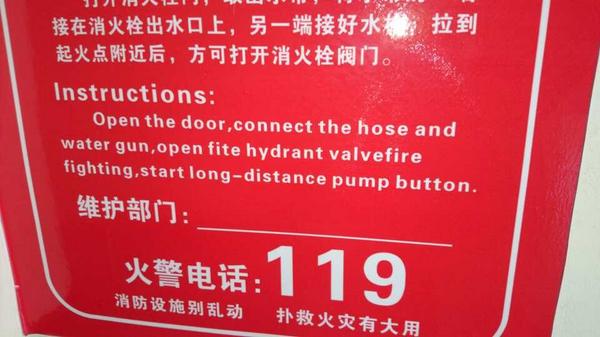 接在消火栓出水口上，另一端接好水枪，拉到
起火点附近后，方可打开消火栓阀门。
Instructions:
Open the door,connect the hose and
water gun,open fite hydrant valvefire
fighting,start long-distance pump button.
维护部门:
火警电话:119
消防设施别乱动 扑救火灾有大用